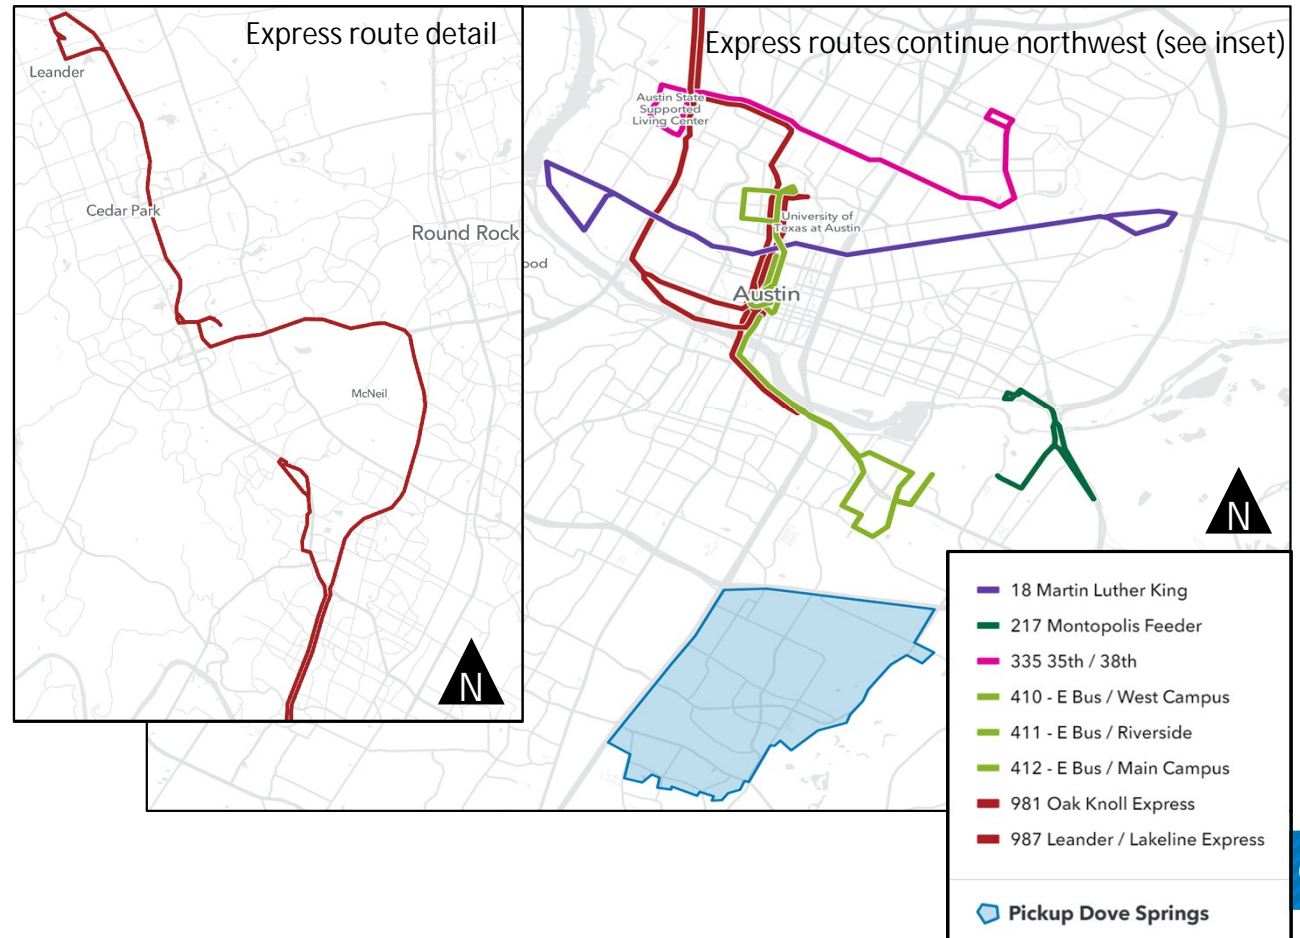 Express route detail
Leander
Cedar Park
Round Rock
McNeil
N
Express routes continue northwest (see inset)
Austin State
Supported
Living Center
University of
Texas at Austin
ood
Austin
N
18 Martin Luther King
217 Montopolis Feeder
335 35th / 38th
410 - E Bus / West Campus
411 - E Bus / Riverside
412 - E Bus / Main Campus
981 Oak Knoll Express
987 Leander / Lakeline Express
Pickup Dove Springs